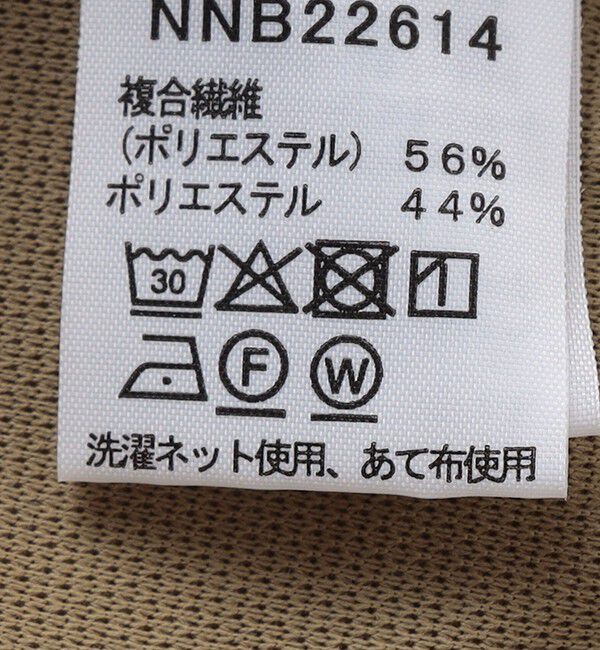 NNB22614
複合繊維
(ポリエステル) 56%
ポリエステル 44%
30
F W
洗濯ネット使用、あて布使用